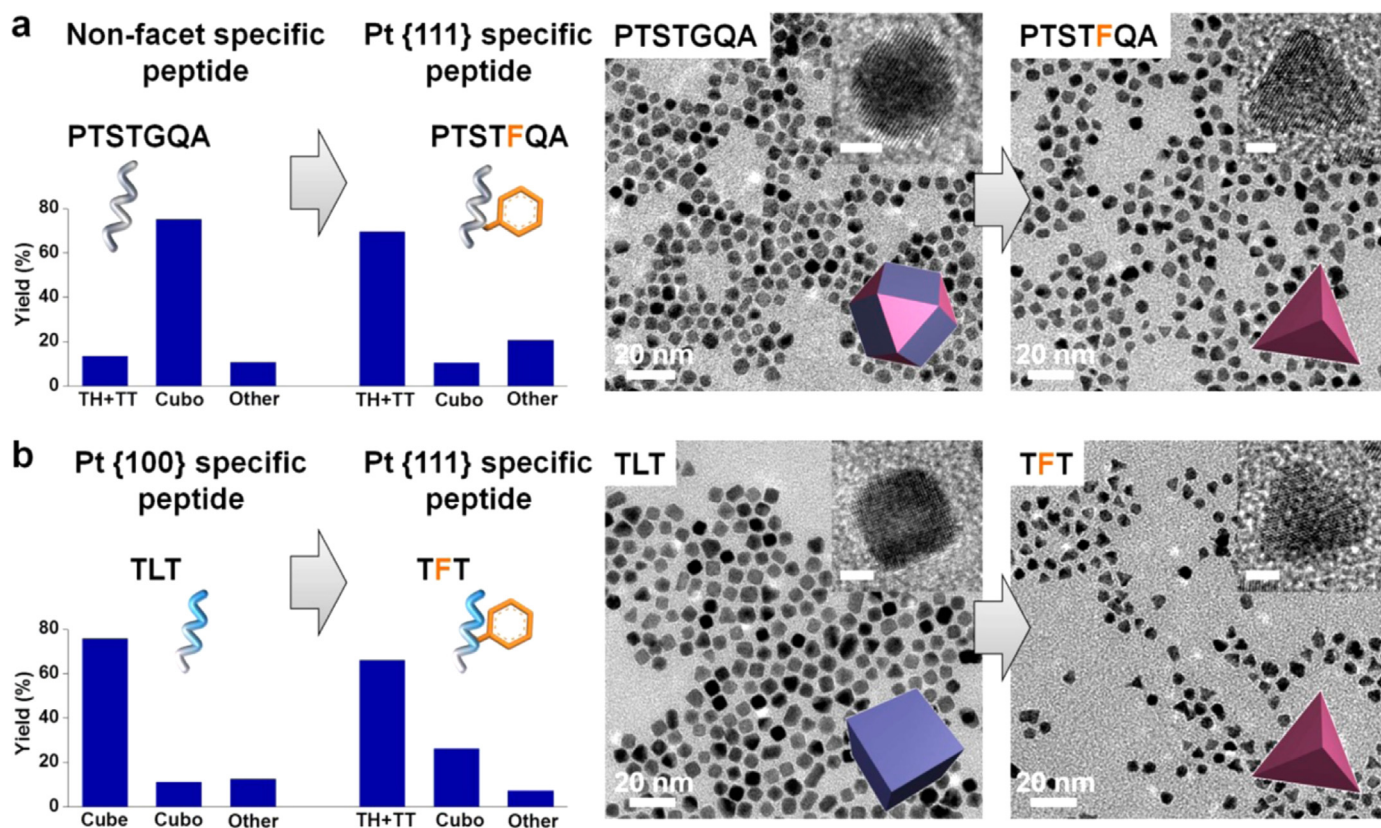 a
Non-facet specific
peptide
Pt {111} specific
peptide
PTSTGQA
PTSTFQA
Yield (%)
80
60
40
20
0
TH+TT
Cubo
Other
TH+TT
Cubo
Other
PTSTGQA
20 nm
PTSTFQA
20 nm
b
Pt {100} specific
peptide
Pt {111} specific
peptide
TLT
TFT
Yield (%)
80
60
40
20
0
Cube
Cubo
Other
TH+TT
Cubo
Other
TLT
20 nm
TFT
20 nm